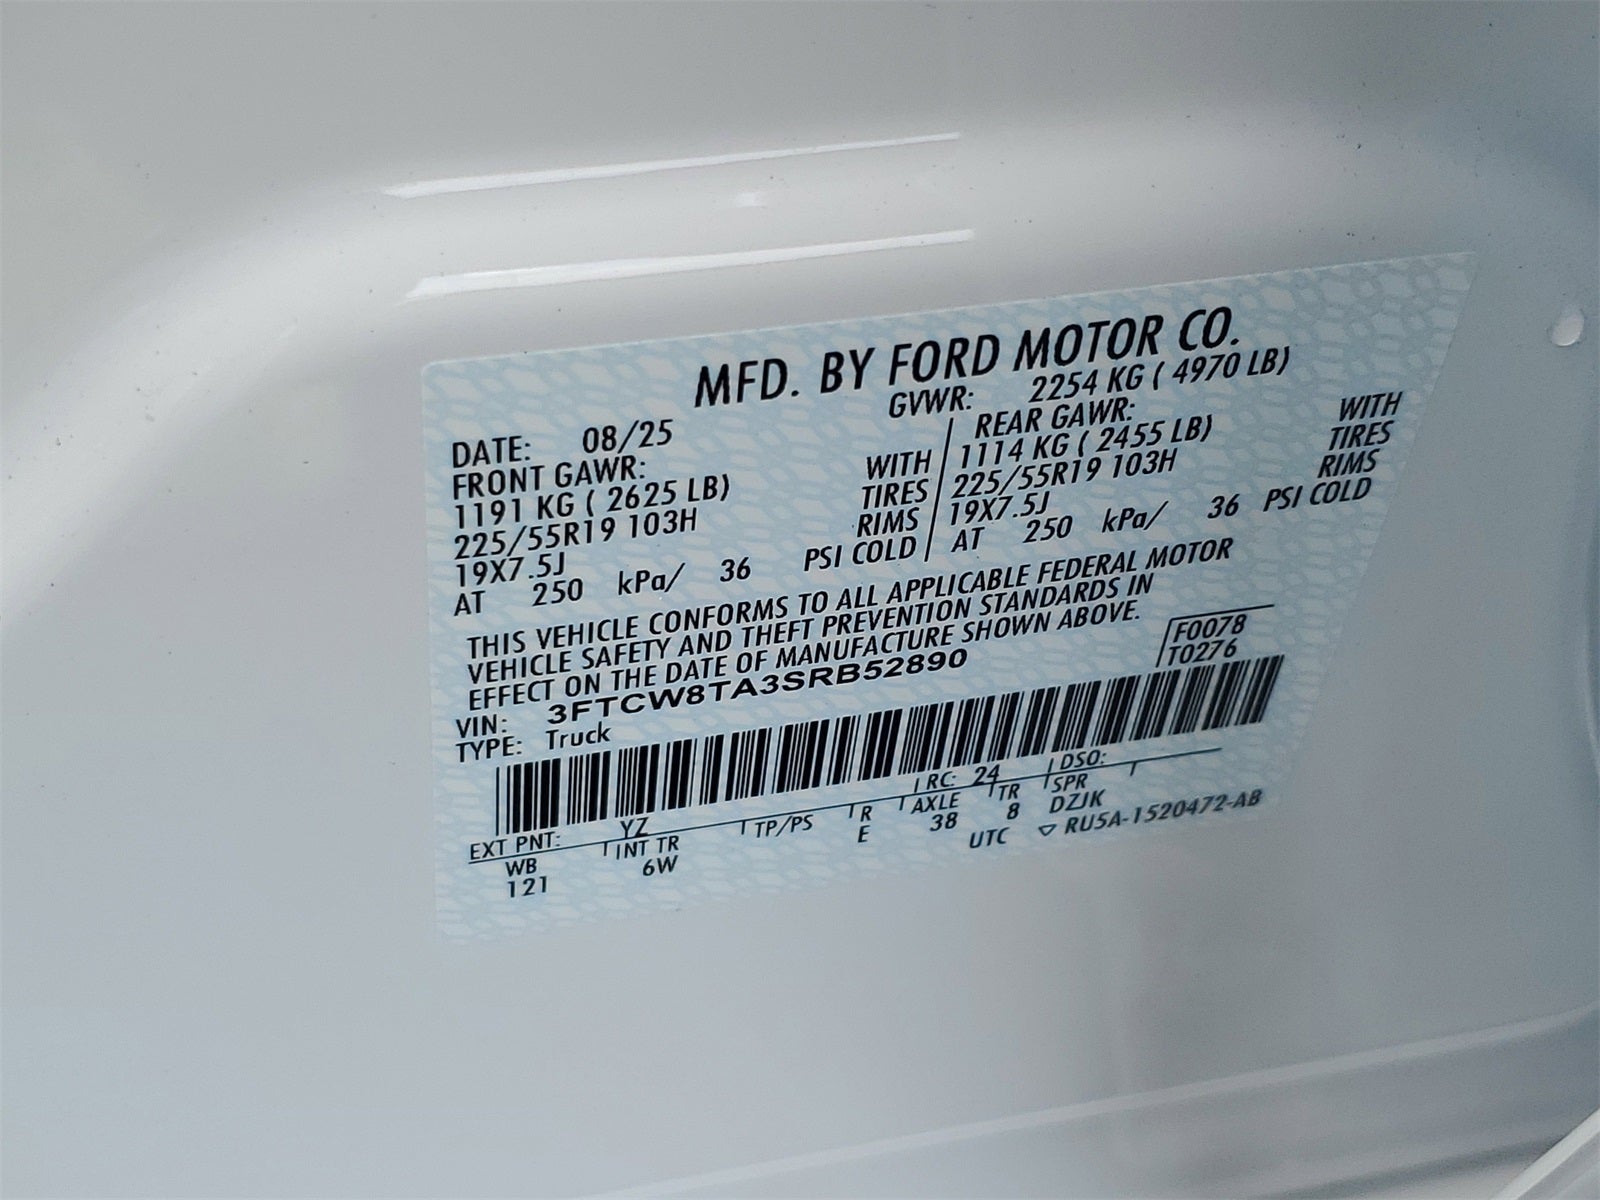 MFD. BY FORD MOTOR CO.
DATE: 08/25
GVWR: 2254 KG ( 4970 LB)
FRONT GAWR:
1191 KG ( 2625 LB) WITH
225/55R19 103H TIRES
19X7.5J RIMS
AT 250 kPa/ 36 PSI COLD
REAR GAWR:
1114 KG ( 2455 LB) WITH
225/55R19 103H TIRES
19X7.5J RIMS
AT 250 kPa/ 36 PSI COLD
THIS VEHICLE CONFORMS TO ALL APPLICABLE FEDERAL MOTOR
VEHICLE SAFETY AND THEFT PREVENTION STANDARDS IN
EFFECT ON THE DATE OF MANUFACTURE SHOWN ABOVE.
VIN: 3FTCW8TA3SRB52890
TYPE: Truck
F0078
T0276
EXT PNT: YZ RC: 24 DSO:
WB INT TR TP/PS R AXLE TR SPR
121 6W E 38 8 DZJK
UTC ▽ RU5A-1520472-AB